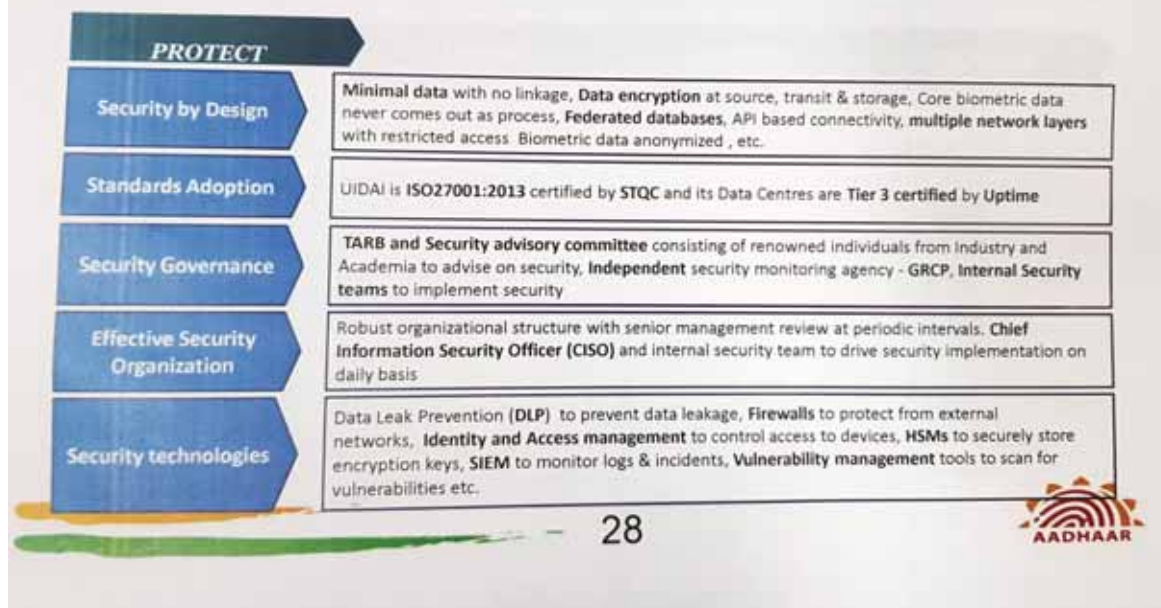 PROTECT
Security by Design
Minimal data with no linkage, Data encryption at source, transit & storage, Core biometric data
never comes out as process, Federated databases, API based connectivity, multiple network layers
with restricted access Biometric data anonymized , etc.
Standards Adoption
UIDAI is ISO27001:2013 certified by STQC and its Data Centres are Tier 3 certified by Uptime
Security Governance
TARB and Security advisory committee consisting of renowned individuals from Industry and
Academia to advise on security, Independent security monitoring agency - GRCP, Internal Security
teams to implement security
Effective Security
Organization
Robust organizational structure with senior management review at periodic intervals. Chief
Information Security Officer (CISO) and internal security team to drive security implementation on
daily basis
Security technologies
Data Leak Prevention (DLP) to prevent data leakage, Firewalls to protect from external
networks, Identity and Access management to control access to devices, HSMs to securely store
encryption keys, SIEM to monitor logs & incidents, Vulnerability management tools to scan for
vulnerabilities etc.
28
AADHAAR